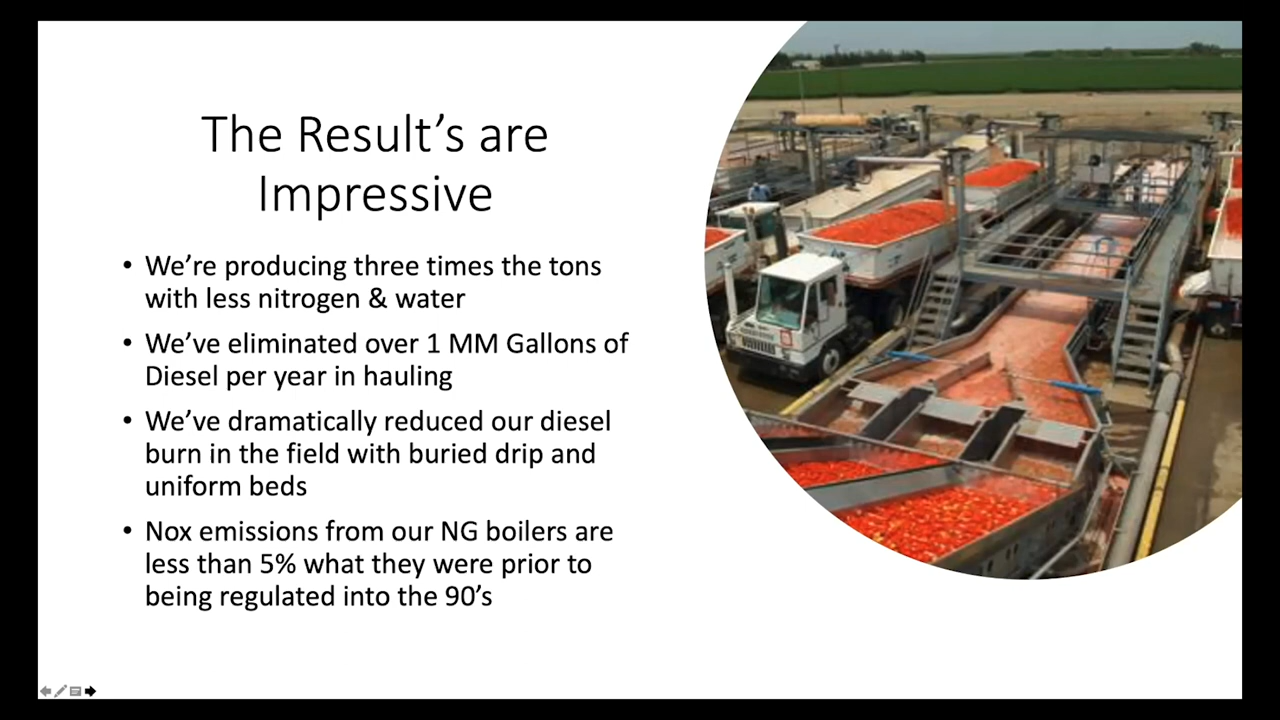 The Result’s are
Impressive
• We’re producing three times the tons
with less nitrogen & water
• We’ve eliminated over 1 MM Gallons of
Diesel per year in hauling
• We’ve dramatically reduced our diesel
burn in the field with buried drip and
uniform beds
• Nox emissions from our NG boilers are
less than 5% what they were prior to
being regulated into the 90’s